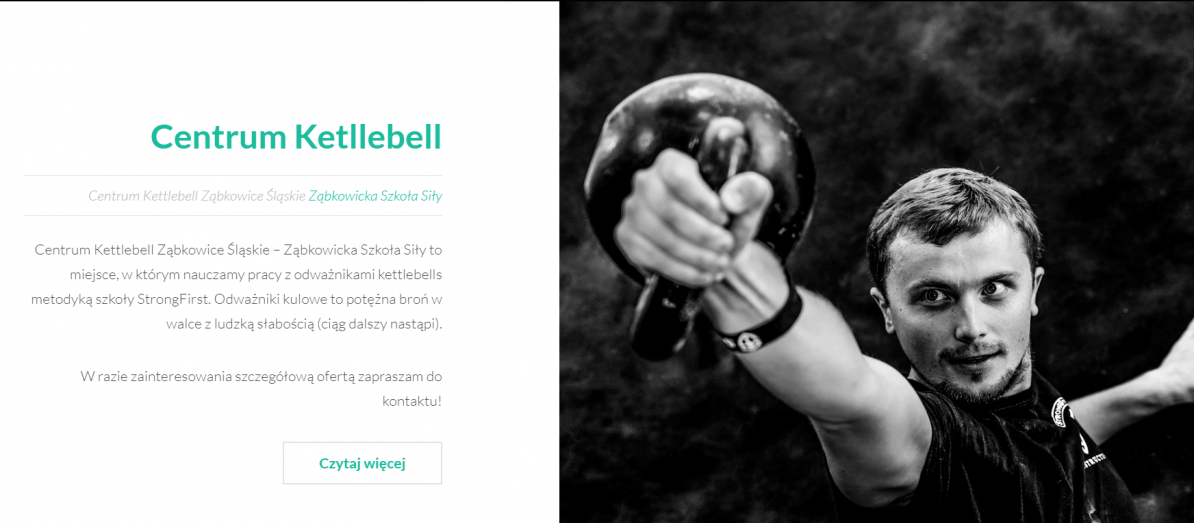 Centrum Ketllebell
Centrum Kettlebell Ząbkowice Śląskie Ząbkowicka Szkoła Siły
Centrum Kettlebell Ząbkowice Śląskie – Ząbkowicka Szkoła Siły to
miejsce, w którym nauczamy pracy z odważnikami kettlebells
metodyką szkoły StrongFirst. Odważniki kulowe to potężna broń w
walce z ludzką słabością (ciąg dalszy nastąpi).
W razie zainteresowania szczegółową ofertą zapraszam do
kontaktu!
Czytaj więcej